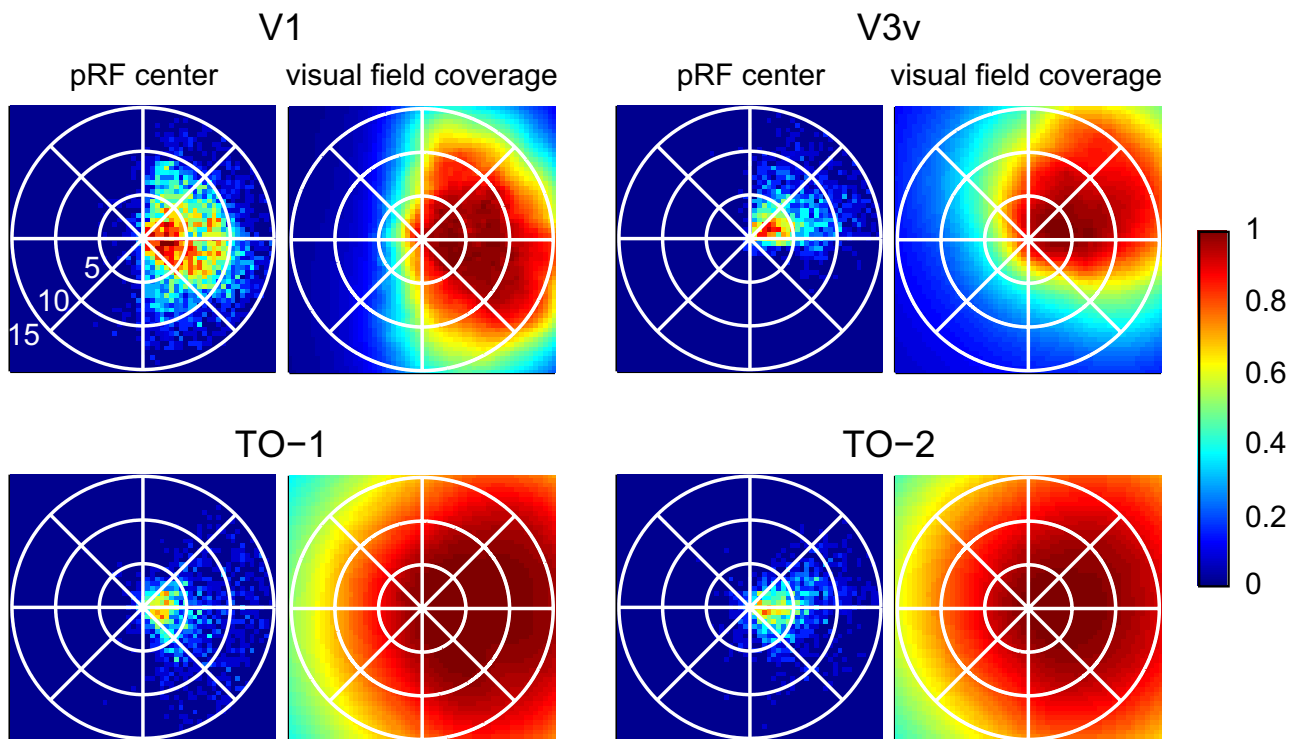 V1
V3v
pRF center
visual field coverage
pRF center
visual field coverage
5
10
15
1
0.8
0.6
0.4
0.2
0
TO−1
TO−2